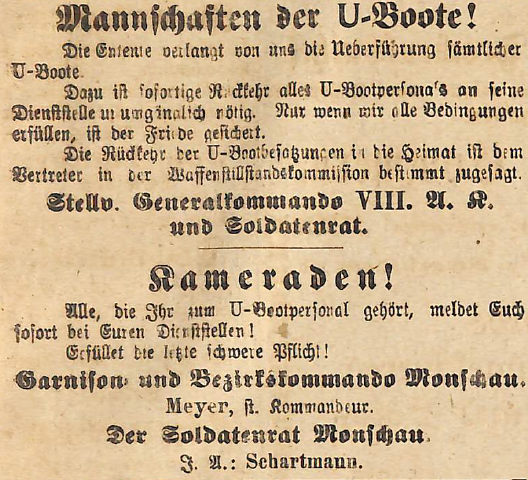 Mannschaften der U-Boote!
Die Entente verlangt von uns die Ueberführung sämtlicher
U-Boote.
Dazu ist sofortige Rückkehr alles U-Bootpersona's an seine
Dienststelle unumgänglich nötig. Nur wenn wir alle Bedingungen
erfüllen, ist der Friede gesichert.
Die Rückkehr der U-Bootbesatzungen in die Heimat ist dem
Vertreter in der Waffenstillstandskommission bestimmt zugesagt.
Stellv. Generalkommando VIII. A. K.
und Soldatenrat.
Kameraden!
Alle, die Ihr zum U-Bootpersonal gehört, meldet Euch
sofort bei Euren Dienststellen!
Erfüllet die letzte schwere Pflicht!
Garnison- und Bezirkskommando Monschau.
Meyer, st. Kommandeur.
Der Soldatenrat Monschau.
J. A.: Schartmann.